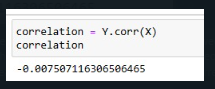 correlation = Y.corr(X)
correlation
-0.007507116306506465